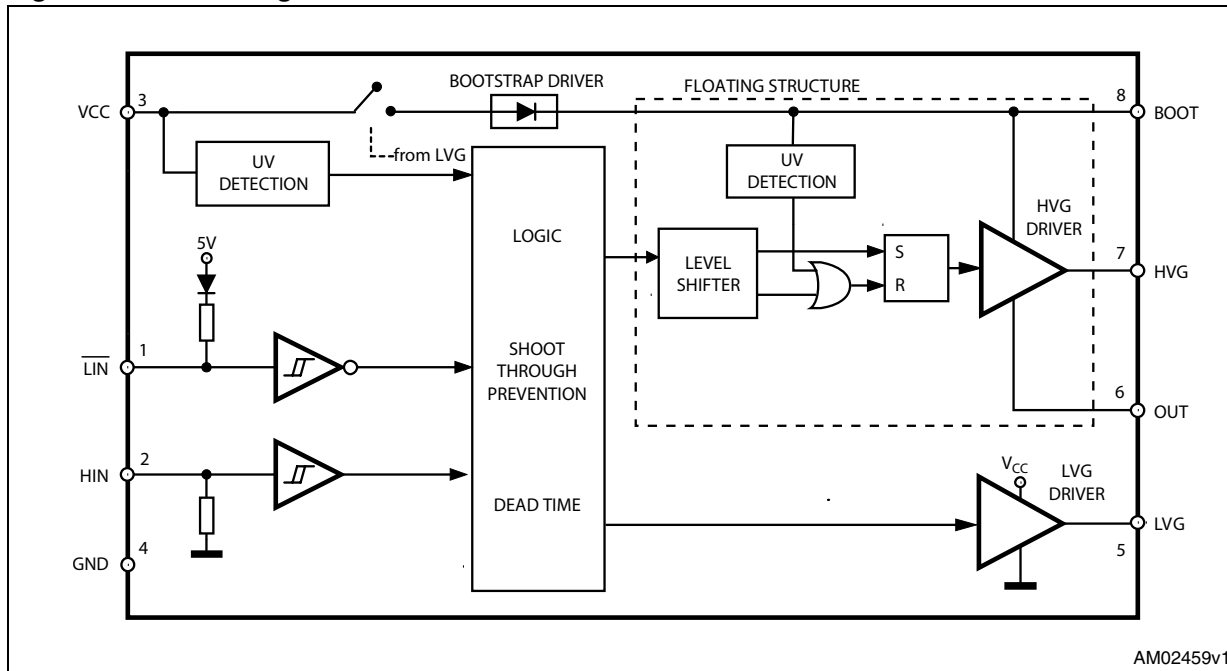 BOOTSTRAP DRIVER
FLOATING STRUCTURE
VCC
3
8
BOOT
from LVG
UV
DETECTION
UV
DETECTION
LOGIC
5V
LEVEL
SHIFTER
S
R
HVG
DRIVER
7
HVG
LIN
1
SHOOT
THROUGH
PREVENTION
6
OUT
HIN
2
DEAD TIME
VCC
LVG
DRIVER
LVG
5
GND
4
AM02459v1